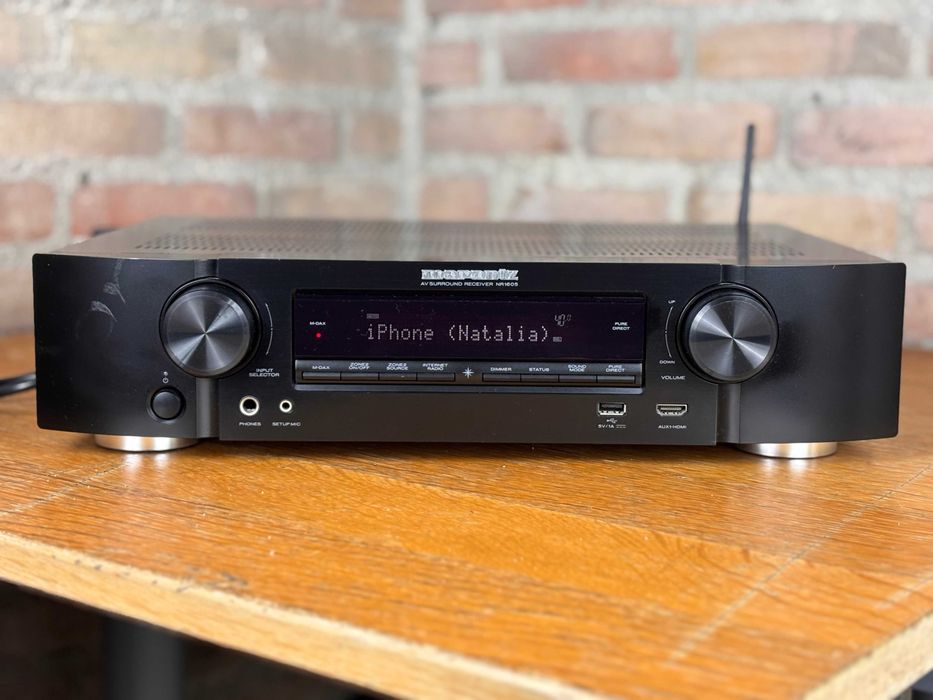 marantz
AV SURROUND RECEIVER NR1605
M-DAX
iPhone (Natalia)
PURE
DIRECT
INPUT
SELECTOR
M-DAX
ZONE2
ON/OFF
ZONE2
SOURCE
INTERNET
RADIO
DIMMER
STATUS
SOUND
MODE
PURE
DIRECT
UP
DOWN
VOLUME
PHONES
SETUP MIC
5V/1A
AUX1-HDMI